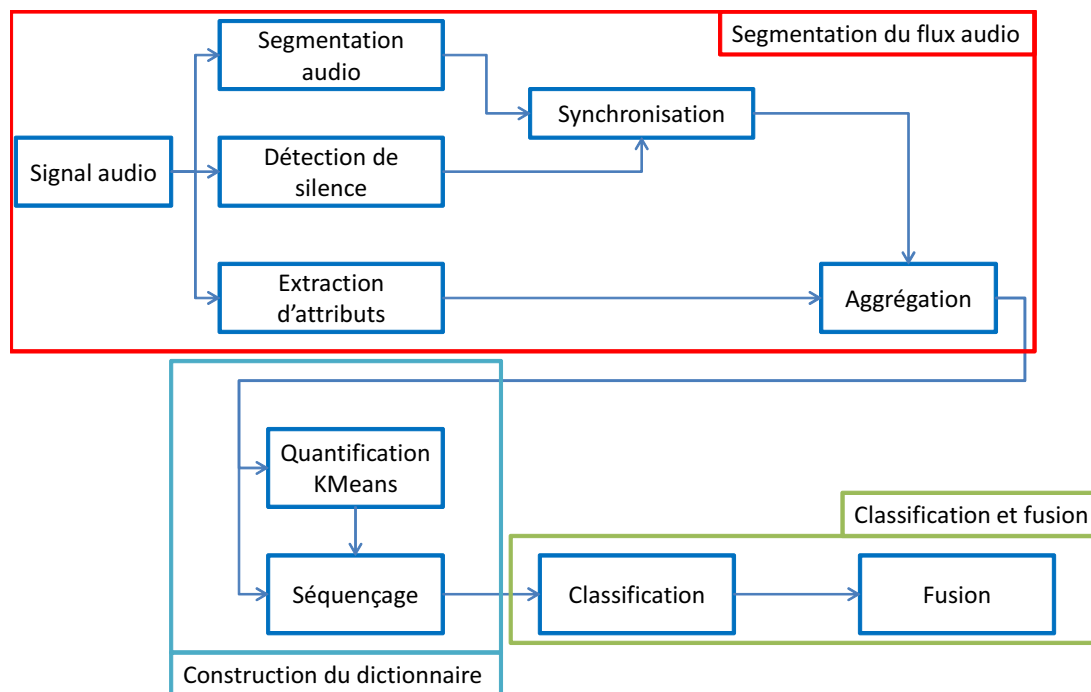 Segmentation du flux audio
Segmentation
audio
Synchronisation
Signal audio
Détection de
silence
Extraction
d’attributs
Aggrégation
Quantification
KMeans
Classification et fusion
Séquençage
Classification
Fusion
Construction du dictionnaire